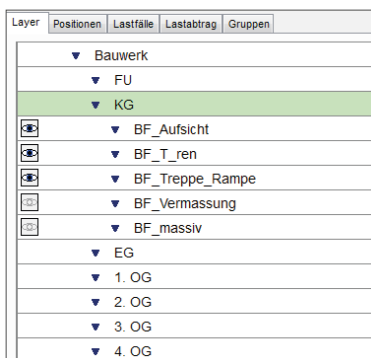 Layer Positionen Lastfälle Lastabtrag Gruppen
Bauwerk
FU
KG
BF_Aufsicht
BF_T_ren
BF_Treppe_Rampe
BF_Vermassung
BF_massiv
EG
1. OG
2. OG
3. OG
4. OG